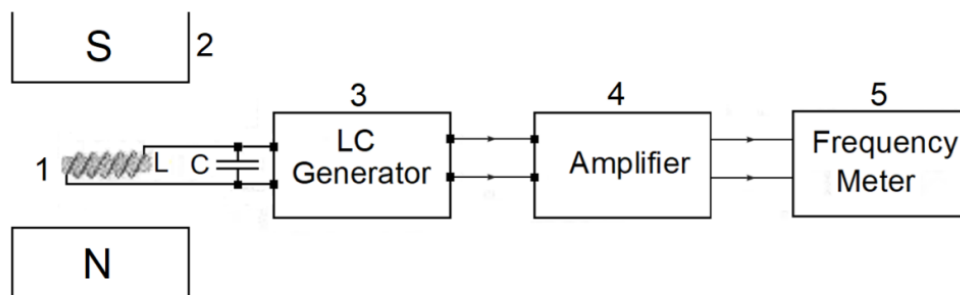 S
2
3
4
5
1
L
C
LC
Generator
Amplifier
Frequency
Meter
N